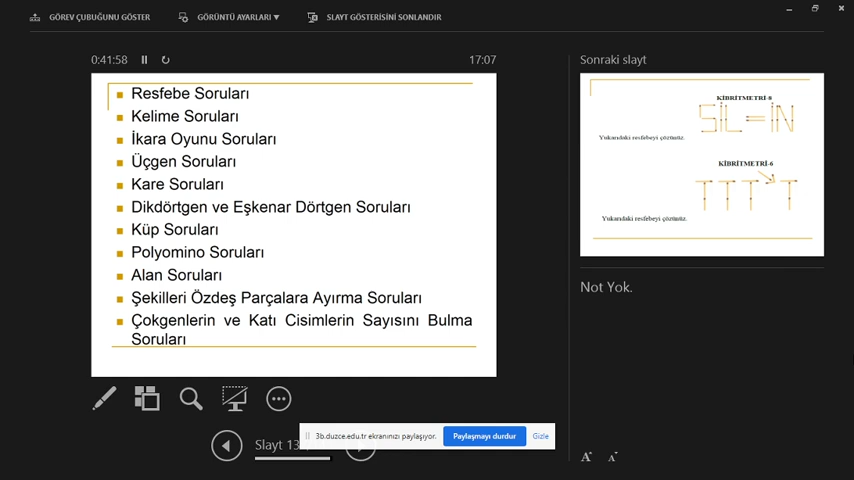 GÖREV ÇUBUĞUNU GÖSTER
GÖRÜNTÜ AYARLARI ▼
SLAYT GÖSTERİSİNİ SONLANDIR
0:41:58
17:07
Resfebe Soruları
Kelime Soruları
İkara Oyunu Soruları
Üçgen Soruları
Kare Soruları
Dikdörtgen ve Eşkenar Dörtgen Soruları
Küp Soruları
Polyomino Soruları
Alan Soruları
Şekilleri Özdeş Parçalara Ayırma Soruları
Çokgenlerin ve Katı Cisimlerin Sayısını Bulma
Soruları
Slayt 13
3b.duzce.edu.tr ekranınızı paylaşıyor.
Paylaşmayı durdur
Gizle
Sonraki slayt
KİBRİTMETRİ-8
SİL=İN
Yukarıdaki resfebeyi çözünüz.
KİBRİTMETRİ-6
TTT T
Yukarıdaki resfebeyi çözünüz.
Not Yok.
A A